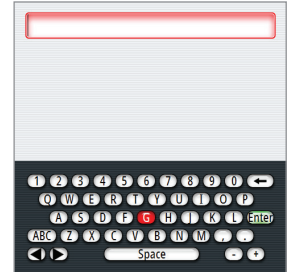 1 2 3 4 5 6 7 8 9 0 ←
Q W E R T Y U I O P
A S D F G H J K L Enter
ABC Z X C V B N M , .
◀ ▶ Space - +